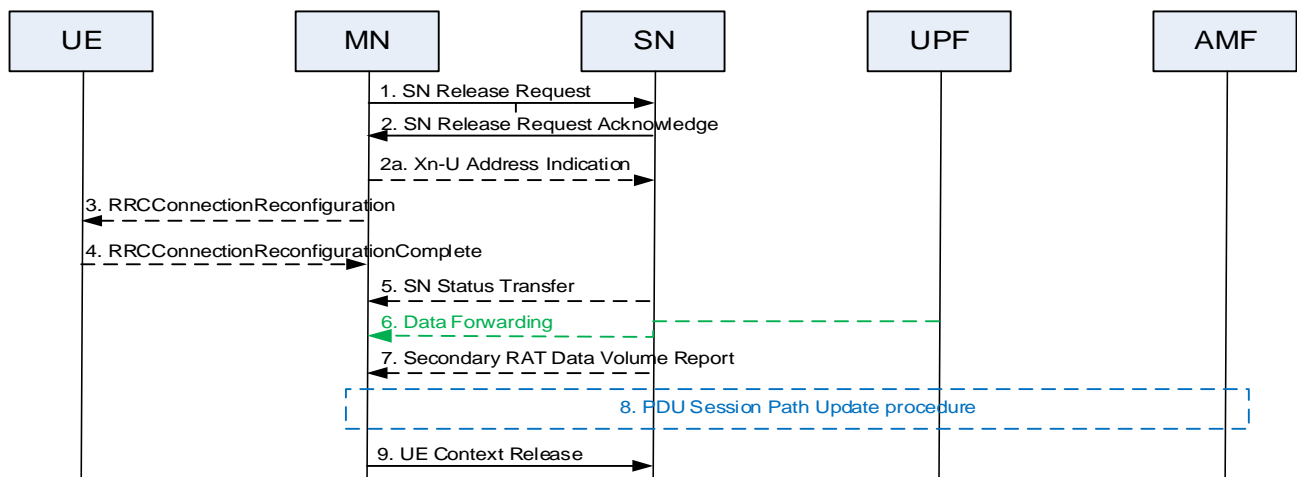 UE
MN
SN
UPF
AMF
1. SN Release Request
2. SN Release Request Acknowledge
2a. Xn-U Address Indication
3. RRCConnectionReconfiguration
4. RRCConnectionReconfigurationComplete
5. SN Status Transfer
6. Data Forwarding
7. Secondary RAT Data Volume Report
8. PDU Session Path Update procedure
9. UE Context Release